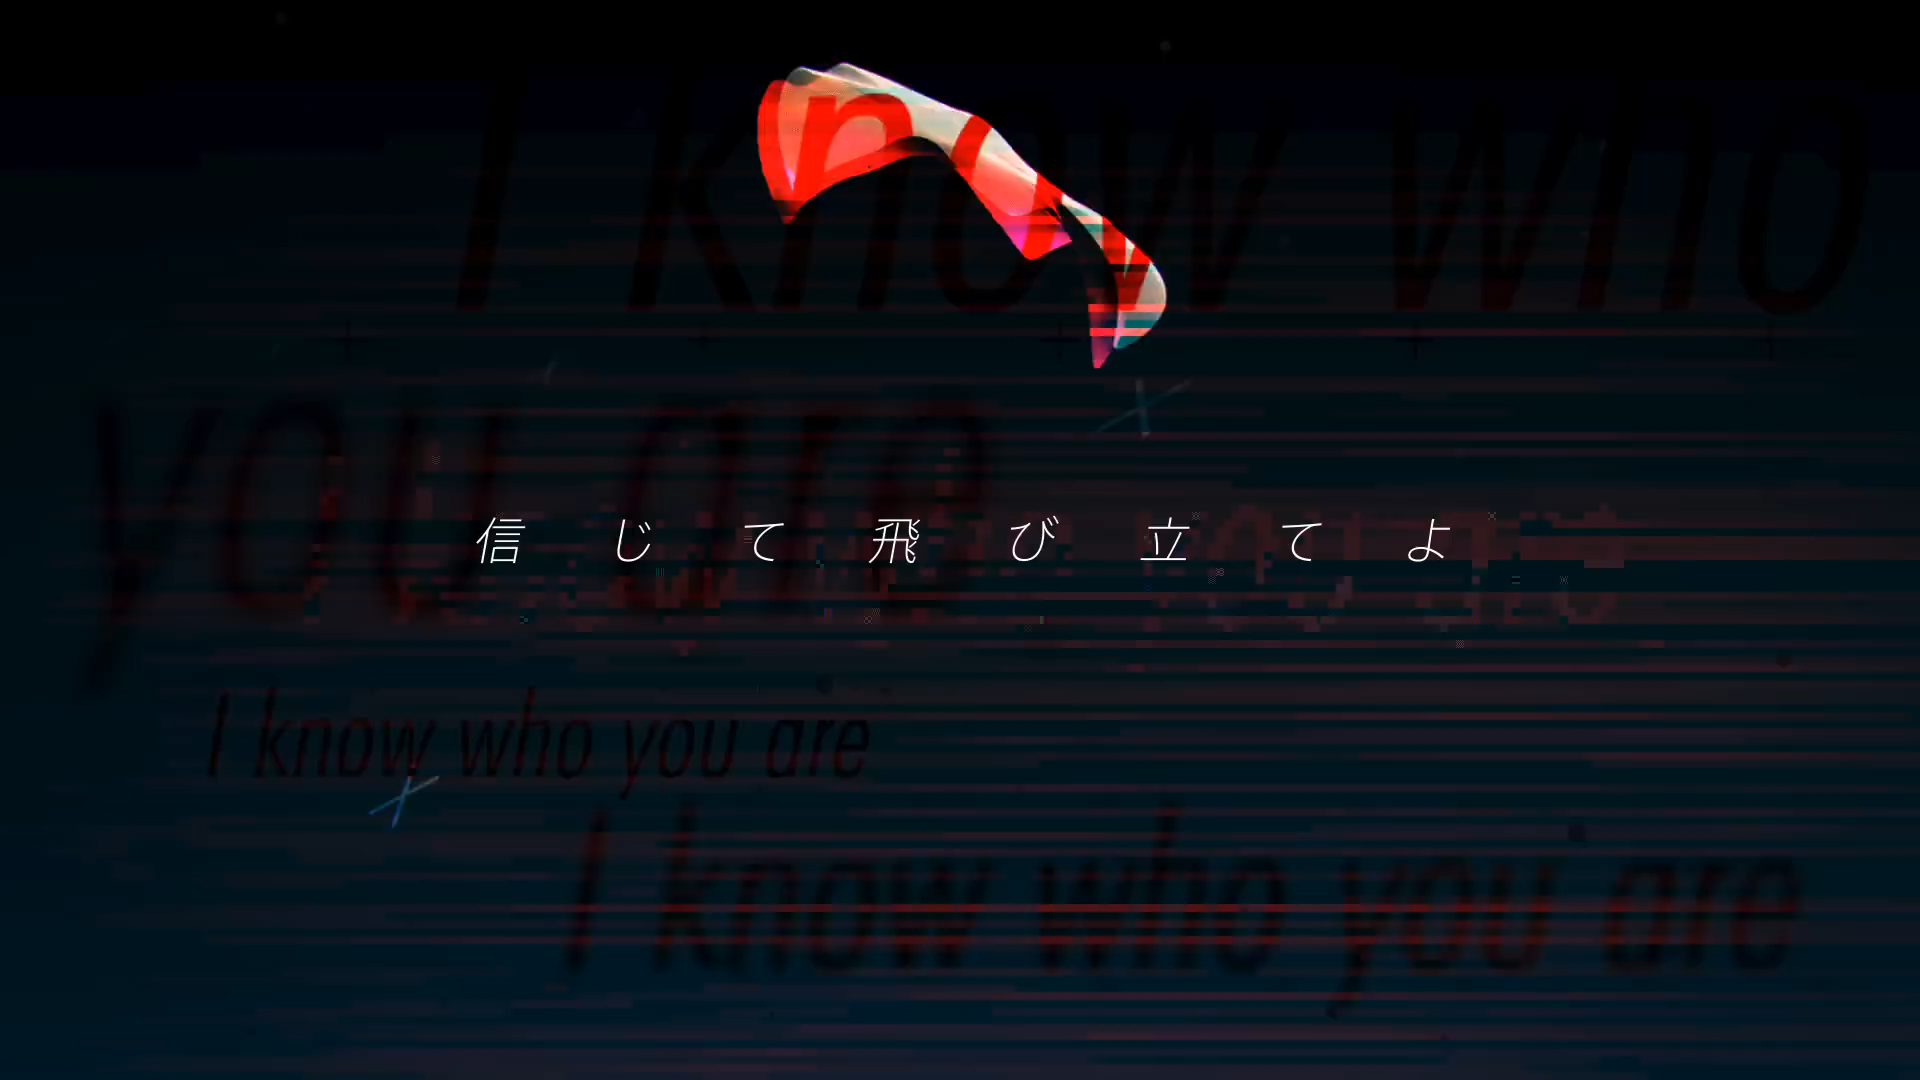 I know who
you are
信じて飛び立てよ
I know who you are
I know who you are